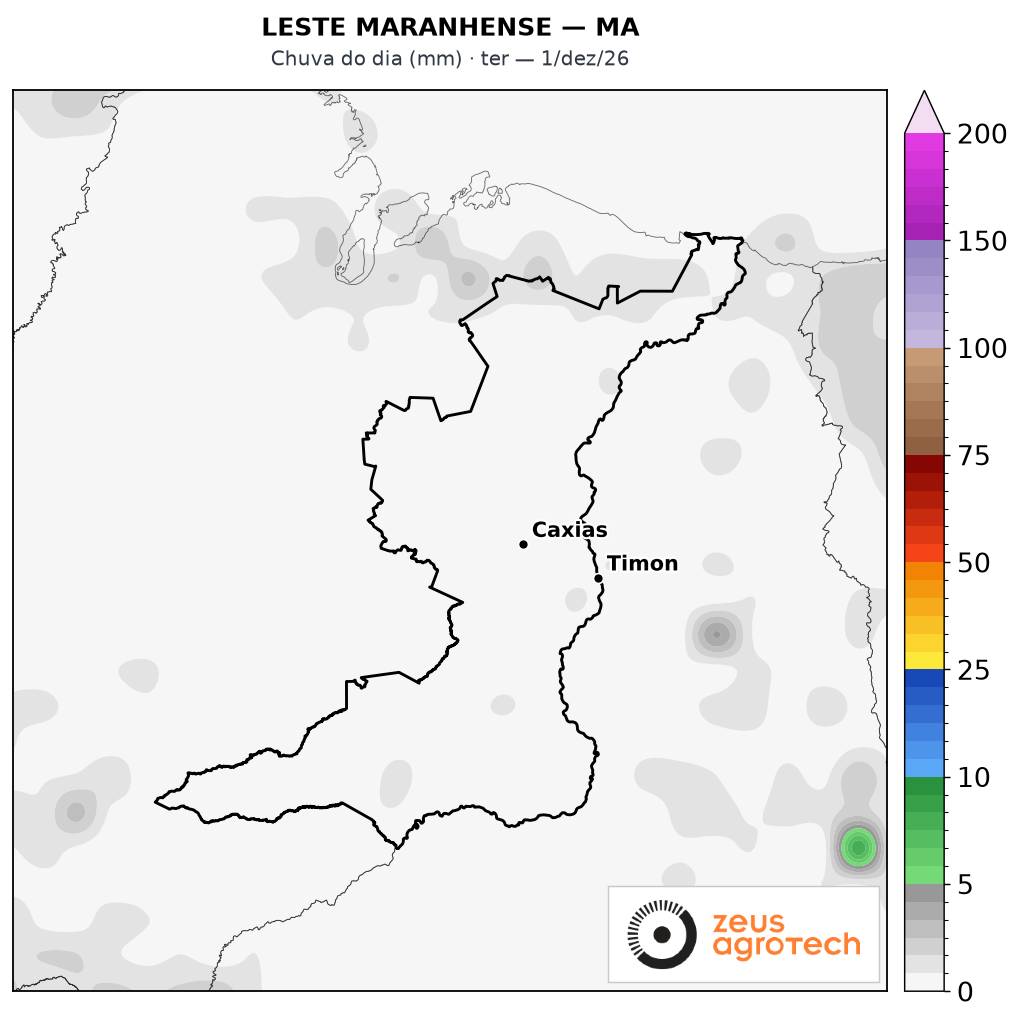 LESTE MARANHENSE — MA
Chuva do dia (mm) · ter — 1/dez/26
200
150
100
75
50
25
10
5
0
Caxias
Timon
zeus
agrotech